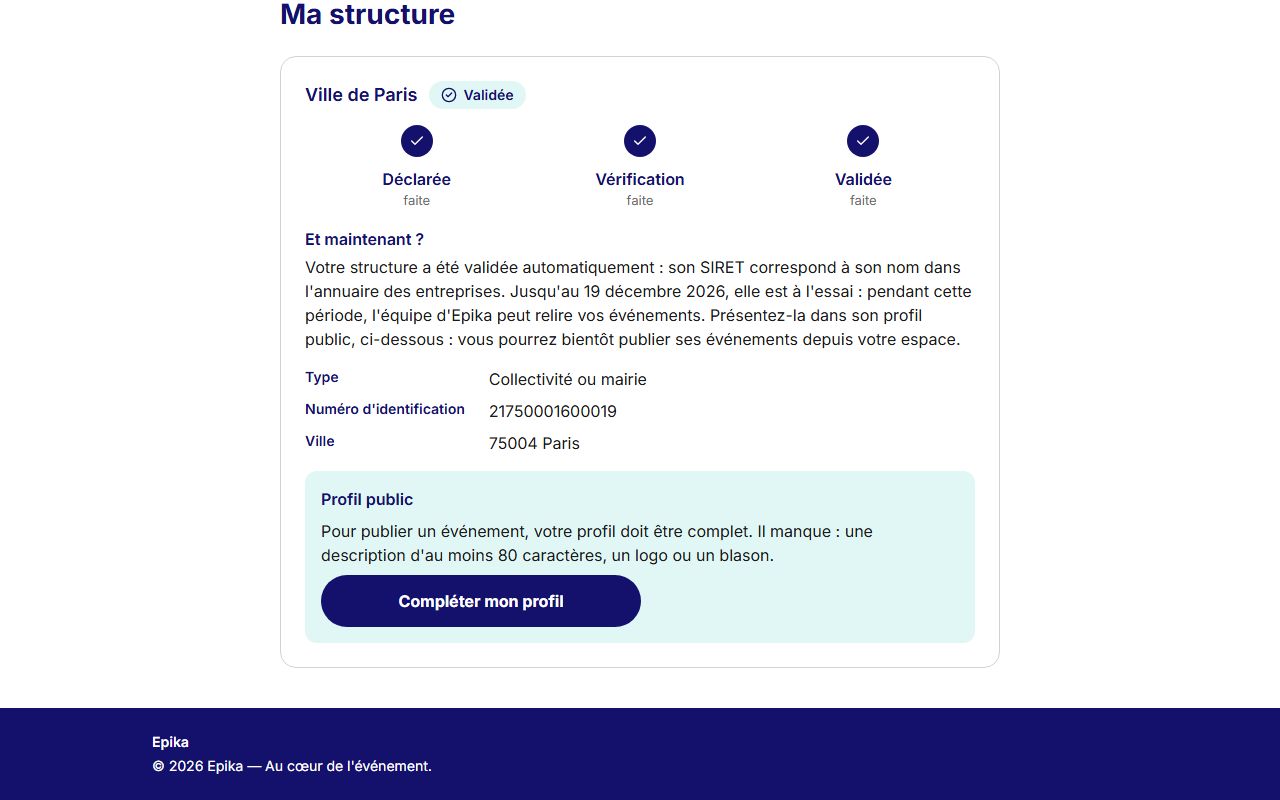 Ma structure
Ville de Paris
Validée
Déclarée
faite
Vérification
faite
Validée
faite
Et maintenant ?
Votre structure a été validée automatiquement : son SIRET correspond à son nom dans
l'annuaire des entreprises. Jusqu'au 19 décembre 2026, elle est à l'essai : pendant cette
période, l'équipe d'Epika peut relire vos événements. Présentez-la dans son profil
public, ci-dessous : vous pourrez bientôt publier ses événements depuis votre espace.
Type
Collectivité ou mairie
Numéro d'identification
21750001600019
Ville
75004 Paris
Profil public
Pour publier un événement, votre profil doit être complet. Il manque : une
description d'au moins 80 caractères, un logo ou un blason.
Compléter mon profil
Epika
© 2026 Epika — Au cœur de l'événement.